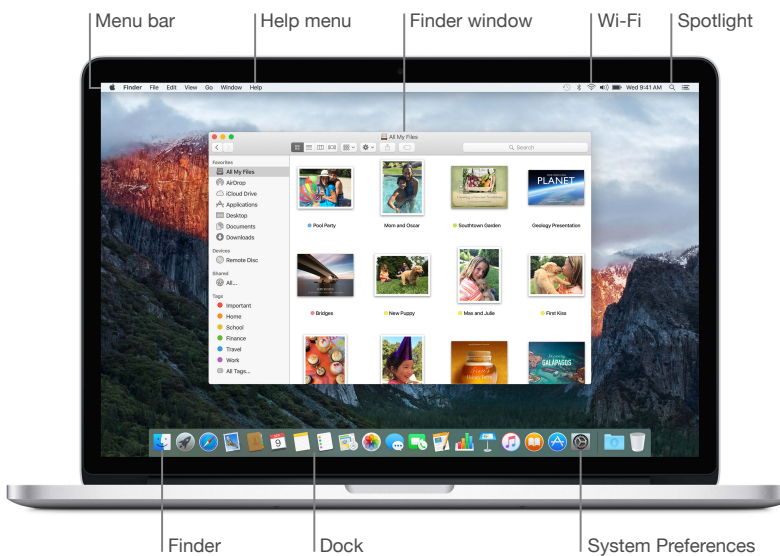 Menu bar
Help menu
Finder window
Wi-Fi
Spotlight
Finder File Edit View Go Window Help
Wed 9:41 AM
All My Files
Search
Favorites
All My Files
AirDrop
iCloud Drive
Applications
Desktop
Documents
Downloads
Devices
Remote Disc
Shared
All...
Tags
Important
Home
School
Finance
Travel
Work
All Tags...
PLANET
Pool Party
Mom and Oscar
Southtown Garden
Geology Presentation
Bridges
New Puppy
Max and Julie
First Kiss
GALÁPAGOS
9
Finder
Dock
System Preferences